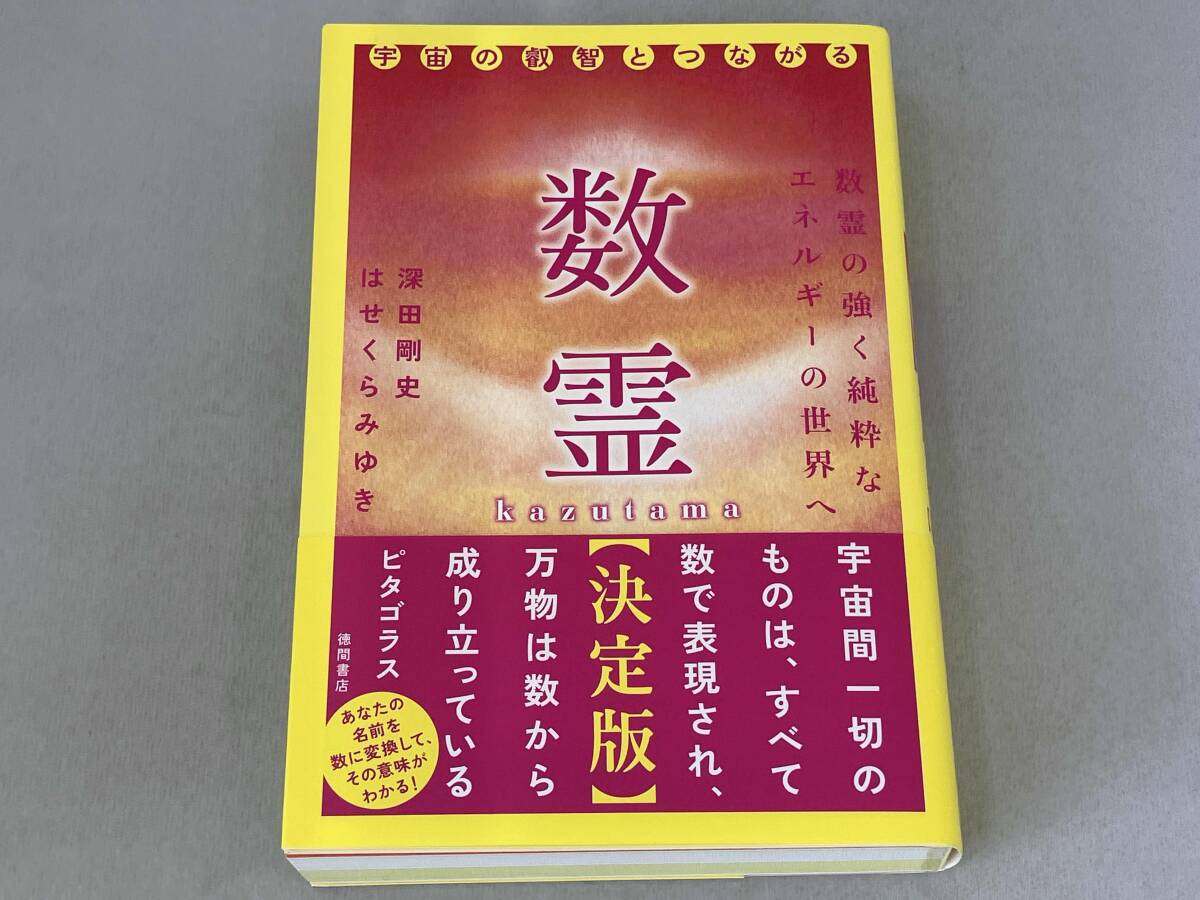 宇宙の叡智とつながる
数霊の強く純粋な
エネルギーの世界へ
数霊
kazutama
深田剛史
はせくらみゆき
宇宙間一切の
ものは、すべて
数で表現され、
【決定版】
万物は数から
成り立っている
ピタゴラス
徳間書店
あなたの
名前を
数に変換して、
その意味が
わかる!